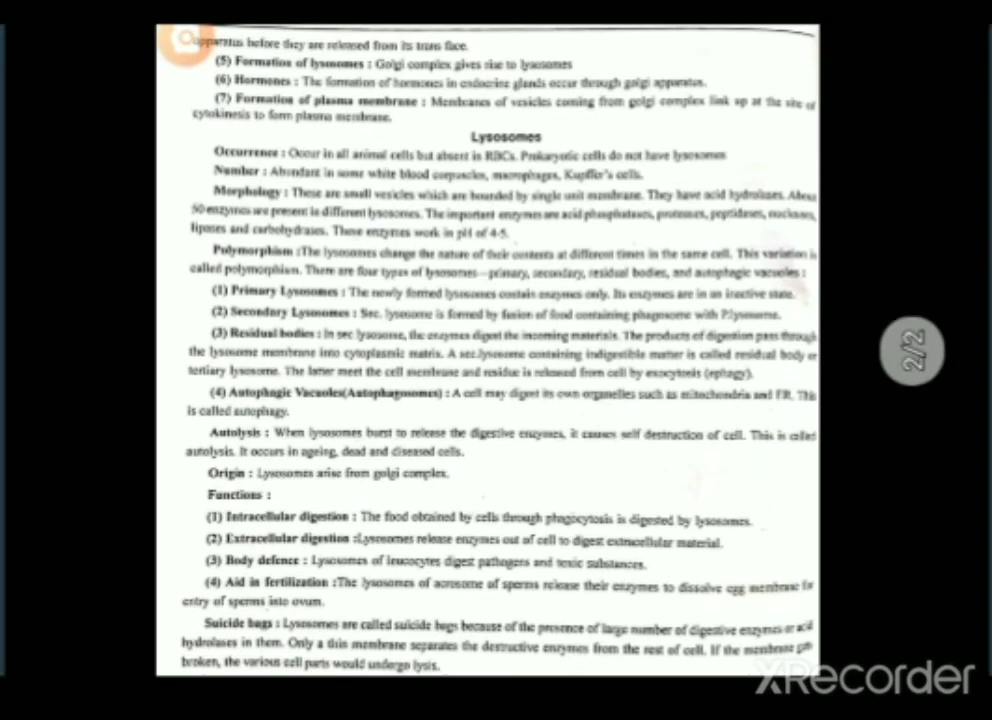 apparatus before they are released from its trans face.
(5) Formation of lysosomes : Golgi complex gives rise to lysosomes
(6) Hormones : The formation of hormones in endocrine glands occur through golgi apparatus.
(7) Formation of plasma membrane : Membranes of vesicles coming from golgi complex link up at the site of
cytokinesis to form plasma membrane.
Lysosomes
Occurrence : Occur in all animal cells but absent in RBCs. Prokaryotic cells do not have lysosomes
Number : Abundant in some white blood corpuscles, macrophages, Kupffer's cells.
Morphology : These are small vesicles which are bounded by single unit membrane. They have acid hydrolases. About
50 enzymes are present in different lysosomes. The important enzymes are acid phosphatases, proteases, peptidases, nucleases,
lipases and carbohydrases. These enzymes work in pH of 4-5.
Polymorphism :The lysosomes change the nature of their contents at different times in the same cell. This variation is
called polymorphism. There are four types of lysosomes—primary, secondary, residual bodies, and autophagic vacuoles :
(1) Primary Lysosomes : The newly formed lysosomes contain enzymes only. Its enzymes are in an inactive state.
(2) Secondary Lysosomes : Sec. lysosome is formed by fusion of food containing phagosome with P.lysosome.
(3) Residual bodies : In sec lysosome, the enzymes digest the incoming materials. The products of digestion pass through
the lysosome membrane into cytoplasmic matrix. A sec.lysosome containing indigestible matter is called residual body or
tertiary lysosome. The latter meet the cell membrane and residue is released from cell by exocytosis (ephagy).
(4) Autophagic Vacuoles(Autophagosomes) : A cell may digest its own organelles such as mitochondria and ER. This
is called autophagy.
Autolysis : When lysosomes burst to release the digestive enzymes, it causes self destruction of cell. This is called
autolysis. It occurs in ageing, dead and diseased cells.
Origin : Lysosomes arise from golgi complex.
Functions :
(1) Intracellular digestion : The food obtained by cells through phagocytosis is digested by lysosomes.
(2) Extracellular digestion :Lysosomes release enzymes out of cell to digest extracellular material.
(3) Body defence : Lysosomes of leucocytes digest pathogens and toxic substances.
(4) Aid in fertilization :The lysosomes of acrosome of sperms release their enzymes to dissolve egg membrane for
entry of sperms into ovum.
Suicide bags : Lysosomes are called suicide bags because of the presence of large number of digestive enzymes or acid
hydrolases in them. Only a thin membrane separates the destructive enzymes from the rest of cell. If the membrane gets
broken, the various cell parts would undergo lysis.
2/2
XRecorder